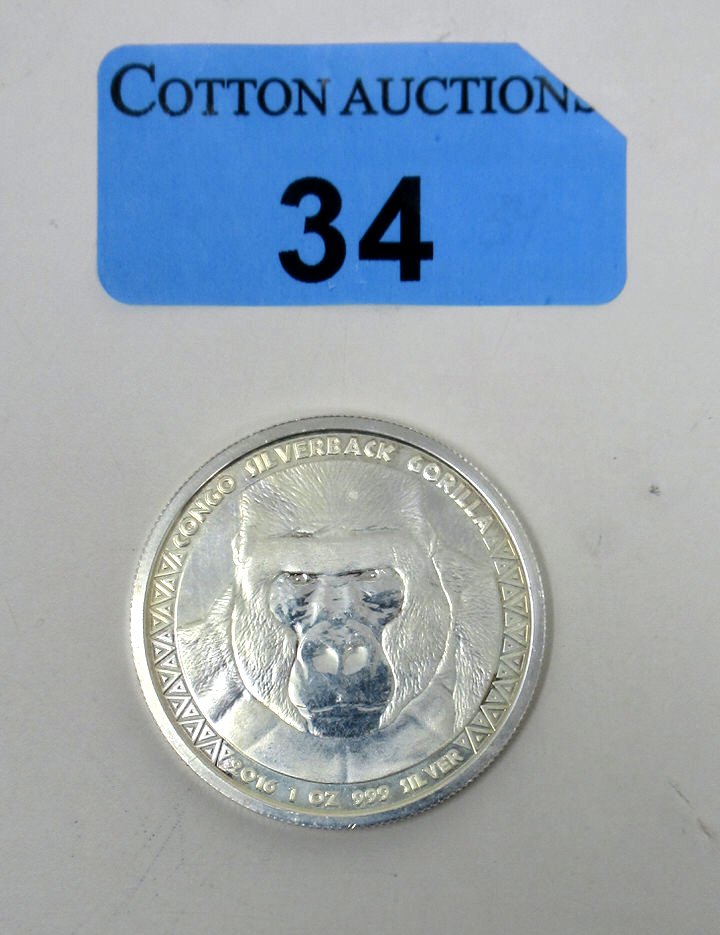 COTTON AUCTIONS
34
CONGO SILVERBACK GORILLA
2016 1 OZ 999 SILVER